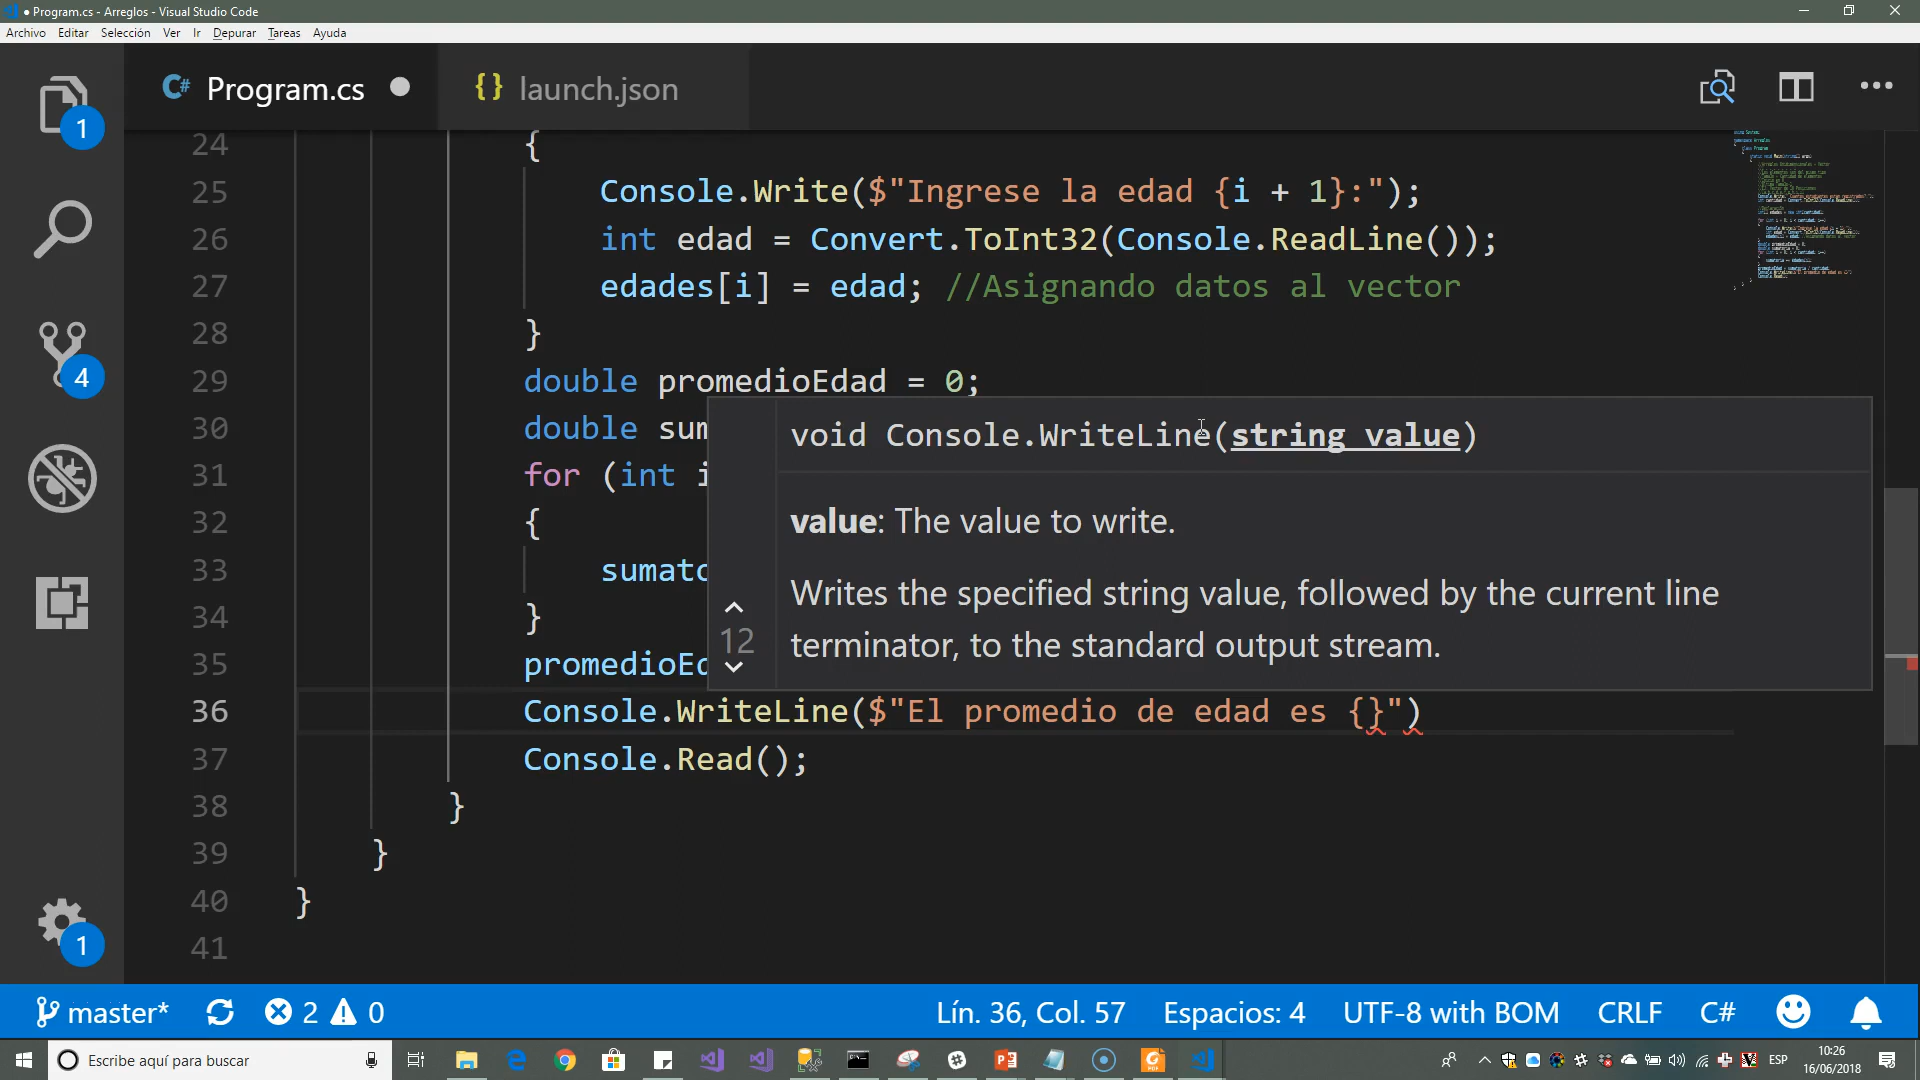 ● Program.cs - Arreglos - Visual Studio Code
Archivo Editar Selección Ver Ir Depurar Tareas Ayuda
C# Program.cs ● {} launch.json
24 {
25 Console.Write($"Ingrese la edad {i + 1}:");
26 int edad = Convert.ToInt32(Console.ReadLine());
27 edades[i] = edad; //Asignando datos al vector
28 }
29 double promedioEdad = 0;
30 double sum
31 for (int i
32 {
33 sumato
34 }
35 promedioEd
36 Console.WriteLine($"El promedio de edad es {}")
37 Console.Read();
38 }
39 }
40 }
41
void Console.WriteLine(string value)
value: The value to write.
Writes the specified string value, followed by the current line
terminator, to the standard output stream.
12
1
4
1
master* 2 0 Lín. 36, Col. 57 Espacios: 4 UTF-8 with BOM CRLF C#
Escribe aquí para buscar
ESP
10:26
16/06/2018